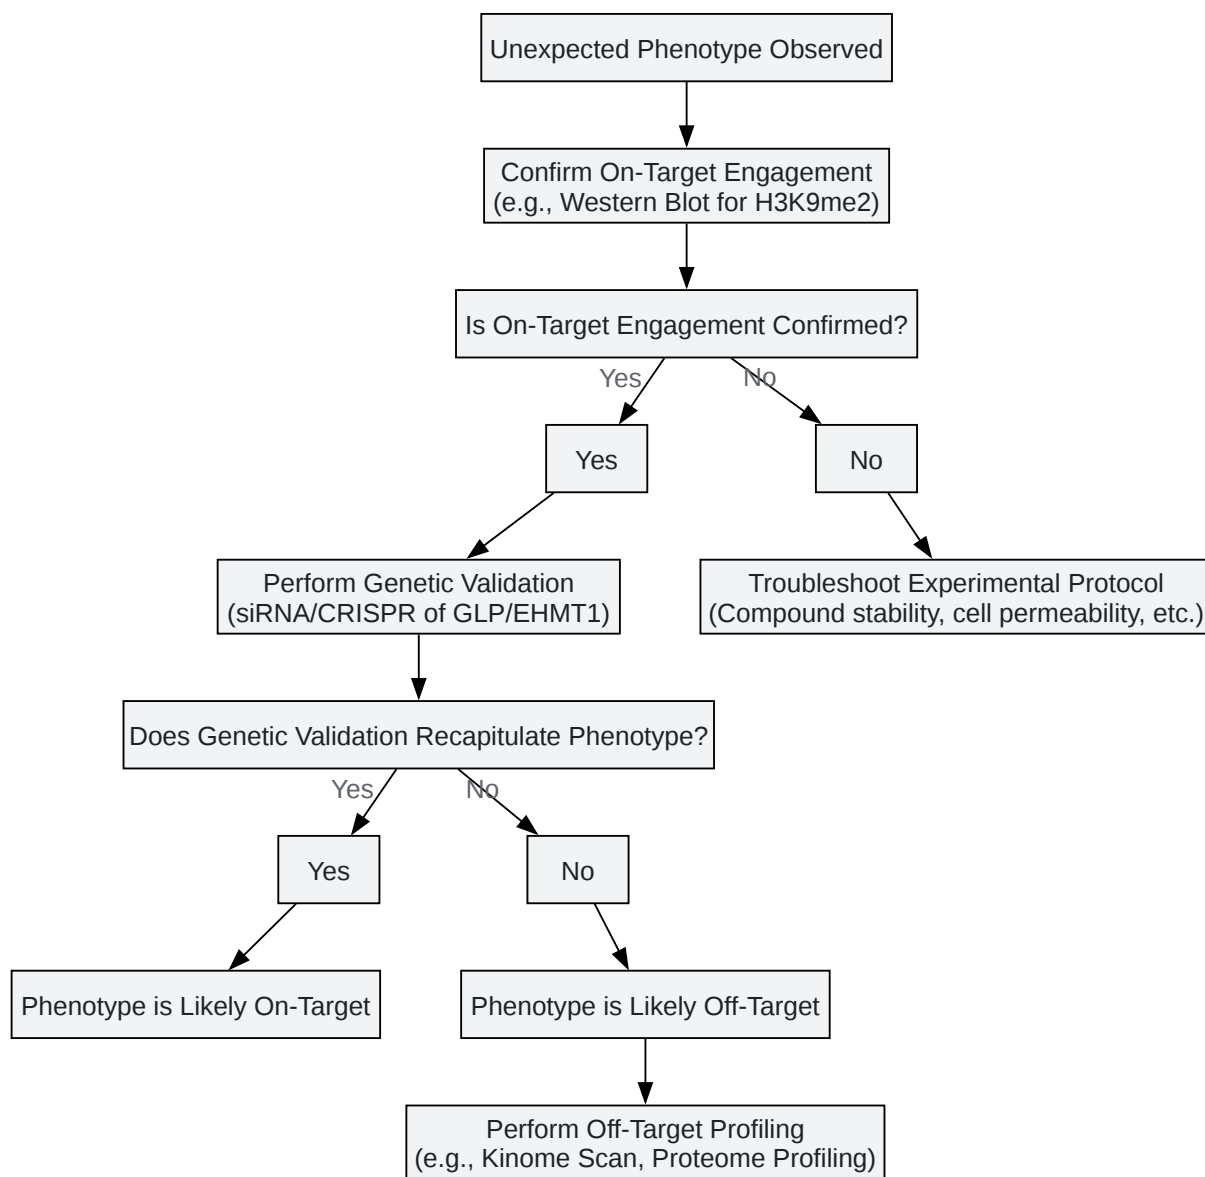 Unexpected Phenotype Observed
Confirm On-Target Engagement
(e.g., Western Blot for H3K9me2)
Is On-Target Engagement Confirmed?
Yes
No
Yes
No
Perform Genetic Validation
(siRNA/CRISPR of GLP/EHMT1)
Troubleshoot Experimental Protocol
(Compound stability, cell permeability, etc.)
Does Genetic Validation Recapitulate Phenotype?
Yes
No
Yes
No
Phenotype is Likely On-Target
Phenotype is Likely Off-Target
Perform Off-Target Profiling
(e.g., Kinome Scan, Proteome Profiling)